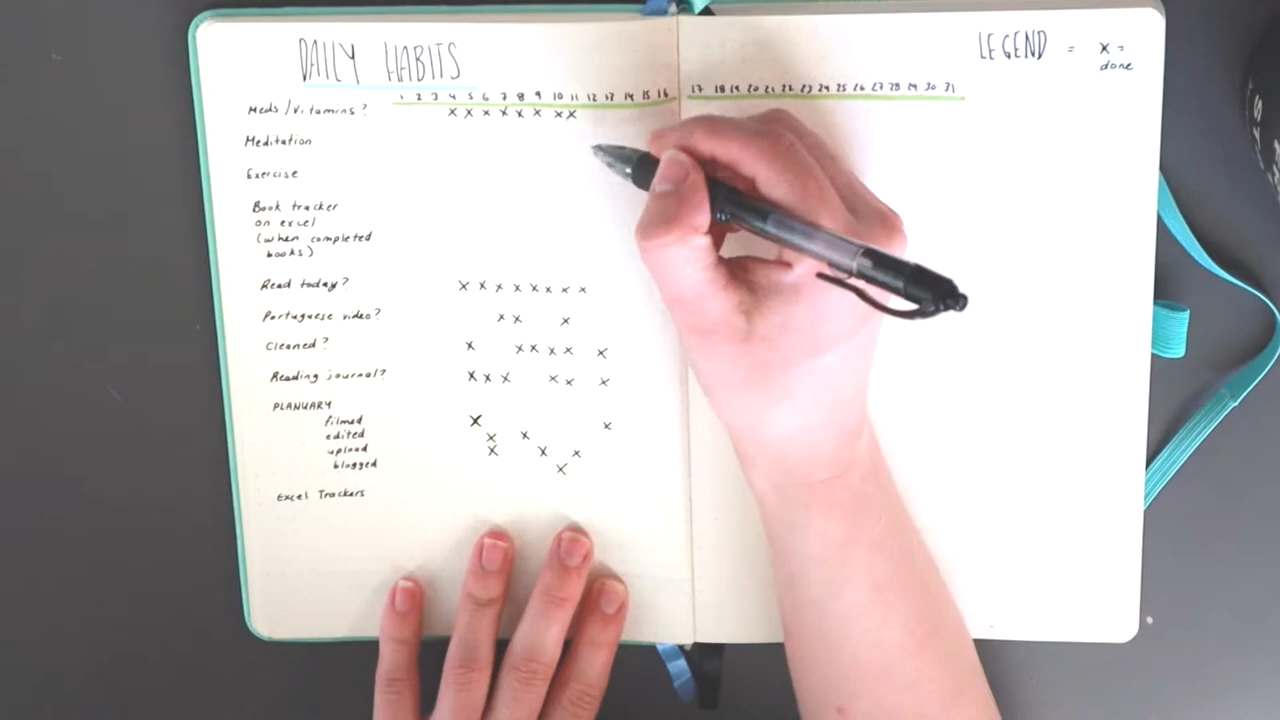 DAILY HABITS
LEGEND = x = done
1 2 3 4 5 6 7 8 9 10 11 12 13 14 15 16 17 18 19 20 21 22 23 24 25 26 27 28 29 30 31
Meds/Vitamins? x x x x x x x x
Meditation
Exercise
Book tracker
on excel
(when completed
books)
Read today? x x x x x x x x
Portuguese video? x x x
Cleaned? x x x x x x
Reading journal? x x x x x x
PLANUARY
filmed x x
edited x x
upload x x x
blogged x
Excel Trackers